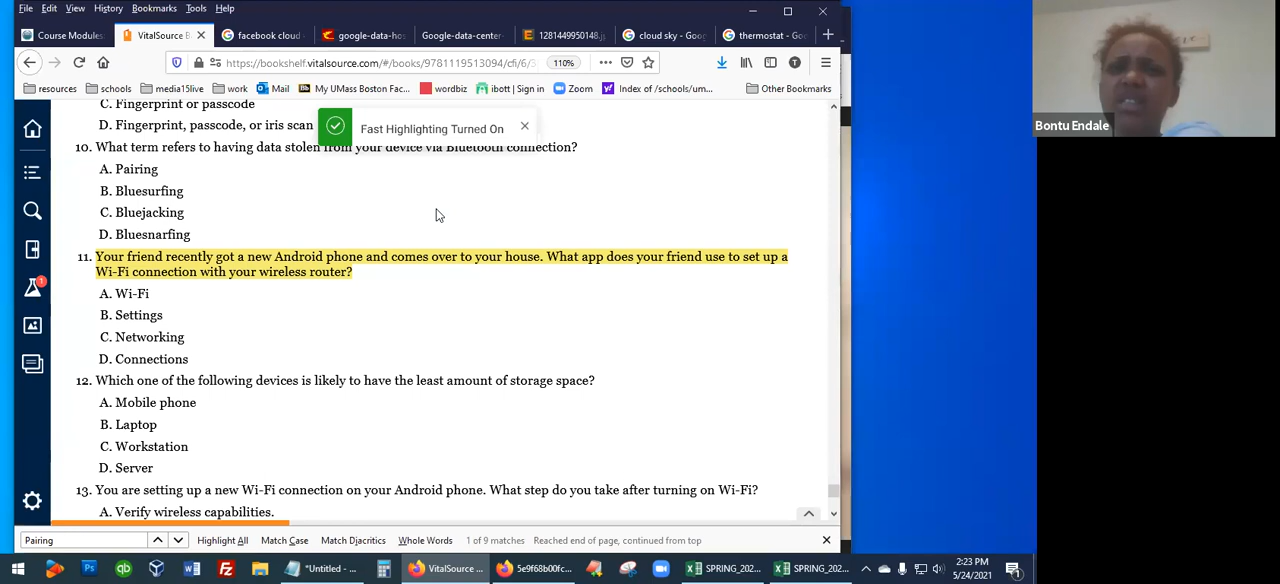 File Edit View History Bookmarks Tools Help
Course Modules: VitalSource B facebook cloud google-data-ho Google-data-center- 1281449950148.j cloud sky - Goo thermostat - Go
https://bookshelf.vitalsource.com/#/books/9781119513094/cfi/6/3 110%
resources schools media15live work Mail My UMass Boston Fac... wordbiz ibott | Sign in Zoom Index of /schools/um... Other Bookmarks
C. Fingerprint or passcode
D. Fingerprint, passcode, or iris scan
Fast Highlighting Turned On
10. What term refers to having data stolen from your device via Bluetooth connection?
A. Pairing
B. Bluesurfing
C. Bluejacking
D. Bluesnarfing
11. Your friend recently got a new Android phone and comes over to your house. What app does your friend use to set up a
Wi-Fi connection with your wireless router?
A. Wi-Fi
B. Settings
C. Networking
D. Connections
12. Which one of the following devices is likely to have the least amount of storage space?
A. Mobile phone
B. Laptop
C. Workstation
D. Server
13. You are setting up a new Wi-Fi connection on your Android phone. What step do you take after turning on Wi-Fi?
A. Verify wireless capabilities.
Pairing Highlight All Match Case Match Diacritics Whole Words 1 of 9 matches Reached end of page, continued from top
*Untitled - ... VitalSource ... 5e9f68b00fc... SPRING_202... SPRING_202... 2:23 PM
5/24/2021
Bontu Endale